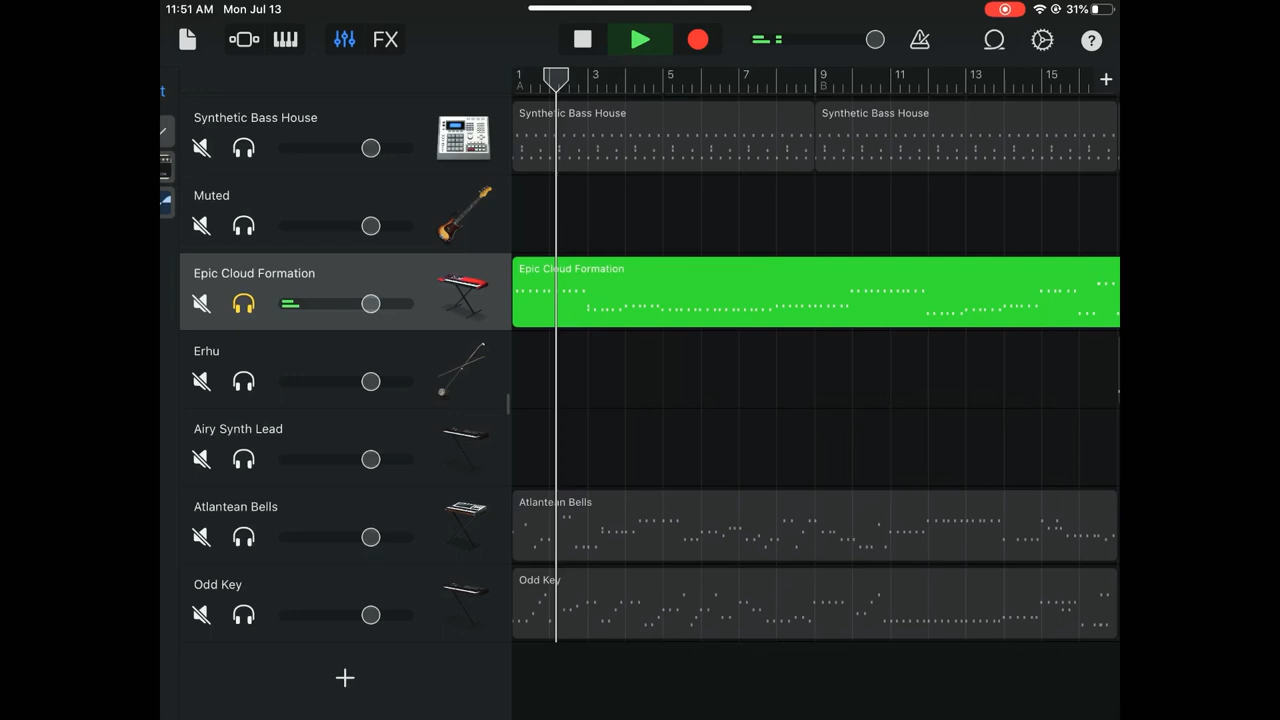 11:51 AM Mon Jul 13
31%
FX
?
1 3 5 7 9 11 13 15 +
A B
t
Synthetic Bass House
Synthetic Bass House
Synthetic Bass House
Muted
Epic Cloud Formation
Epic Cloud Formation
Erhu
Airy Synth Lead
Atlantean Bells
Atlantean Bells
Odd Key
Odd Key
+